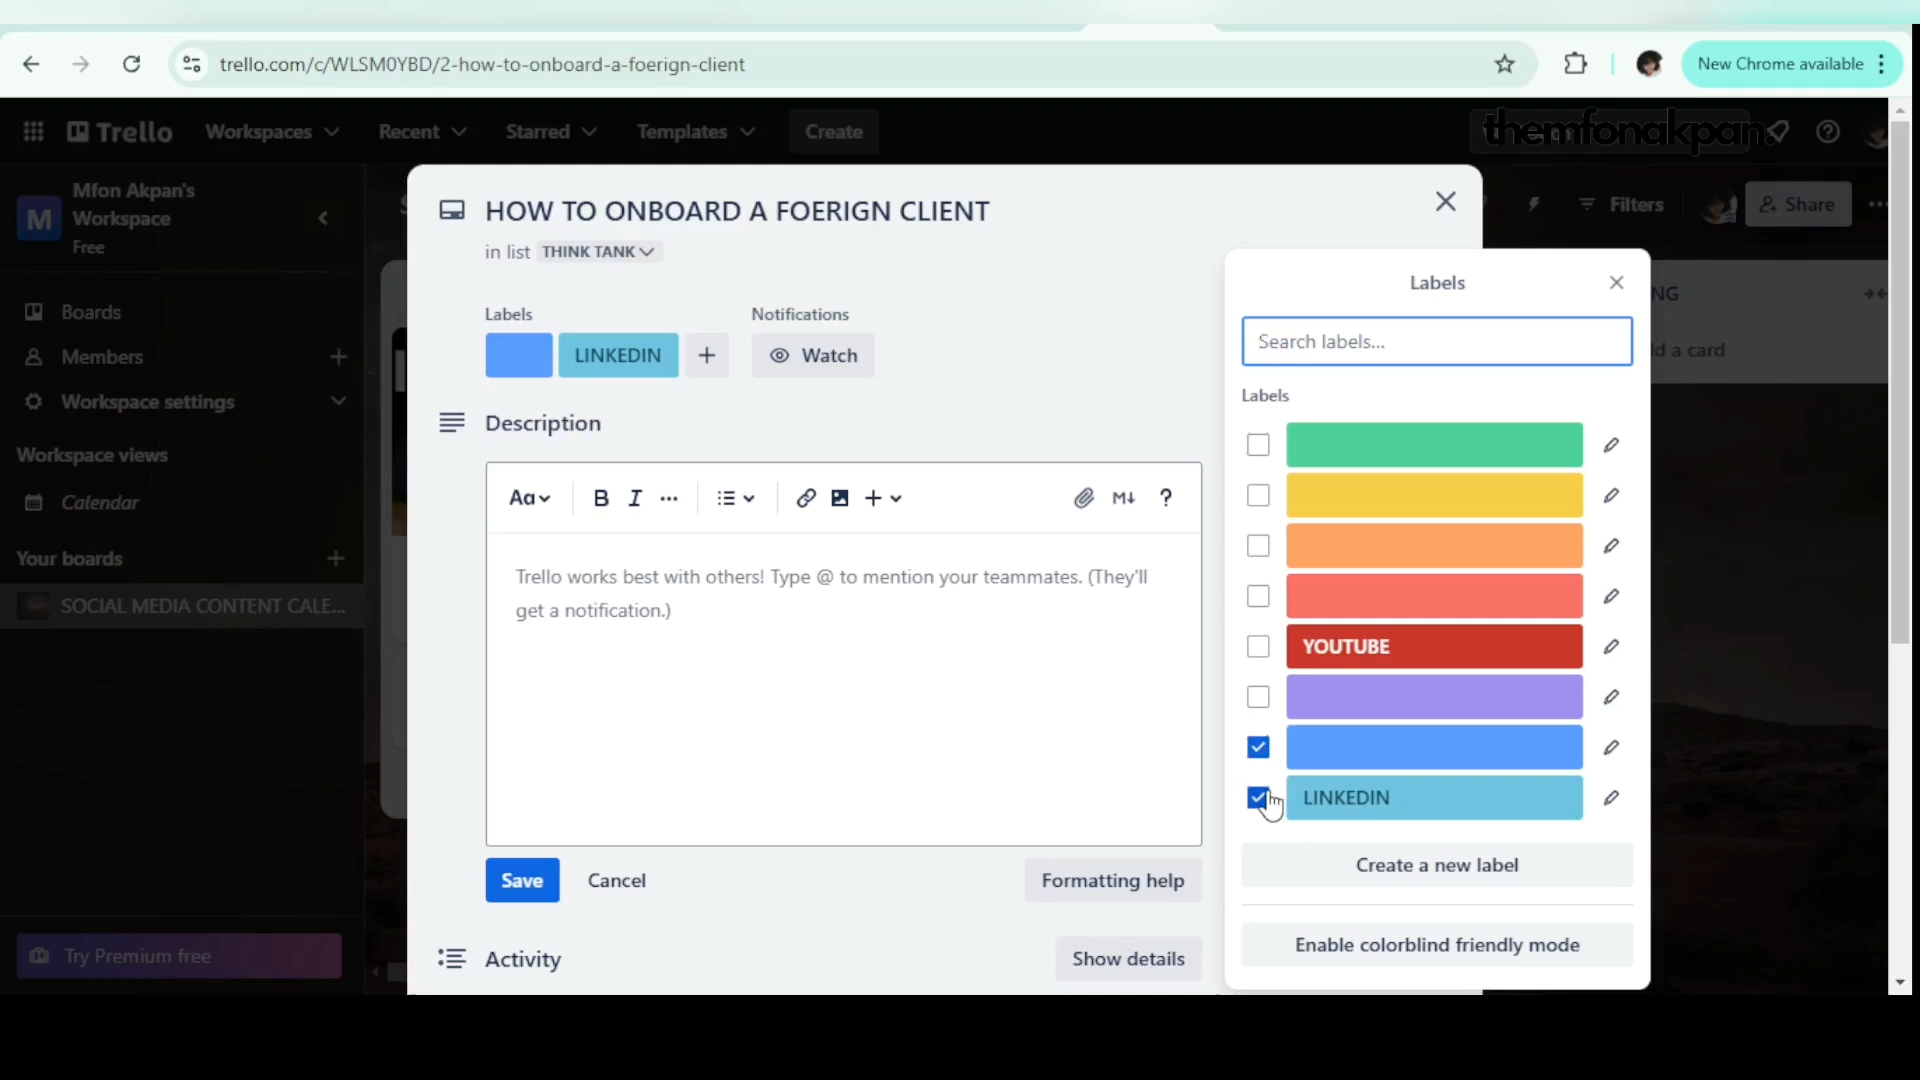 trello.com/c/WLSM0YBD/2-how-to-onboard-a-foerign-client
New Chrome available
Trello
Workspaces
Recent
Starred
Templates
Create
themfonakpan.
Mfon Akpan's
Workspace
Free
M
Boards
Members
Workspace settings
Workspace views
Calendar
Your boards
SOCIAL MEDIA CONTENT CALE...
Try Premium free
Filters
Share
HOW TO ONBOARD A FOERIGN CLIENT
in list THINK TANK
Labels
Notifications
LINKEDIN
Watch
Description
Aa
B I
M
?
Trello works best with others! Type @ to mention your teammates. (They'll
get a notification.)
Save
Cancel
Formatting help
Activity
Show details
Labels
Search labels...
Labels
YOUTUBE
LINKEDIN
Create a new label
Enable colorblind friendly mode
NG
d a card